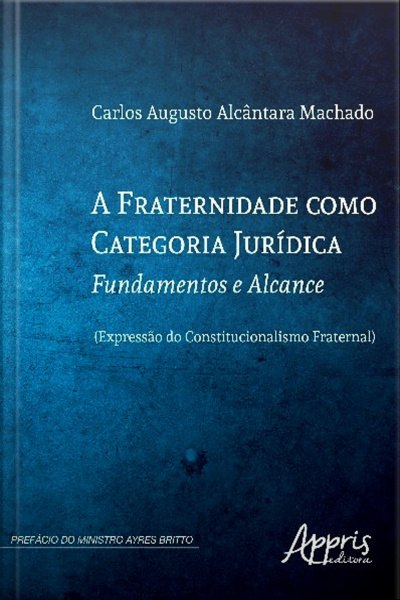 Carlos Augusto Alcântara Machado
A Fraternidade como
Categoria Jurídica
Fundamentos e Alcance
(Expressão do Constitucionalismo Fraternal)
PREFÁCIO DO MINISTRO AYRES BRITTO
Appris
editora